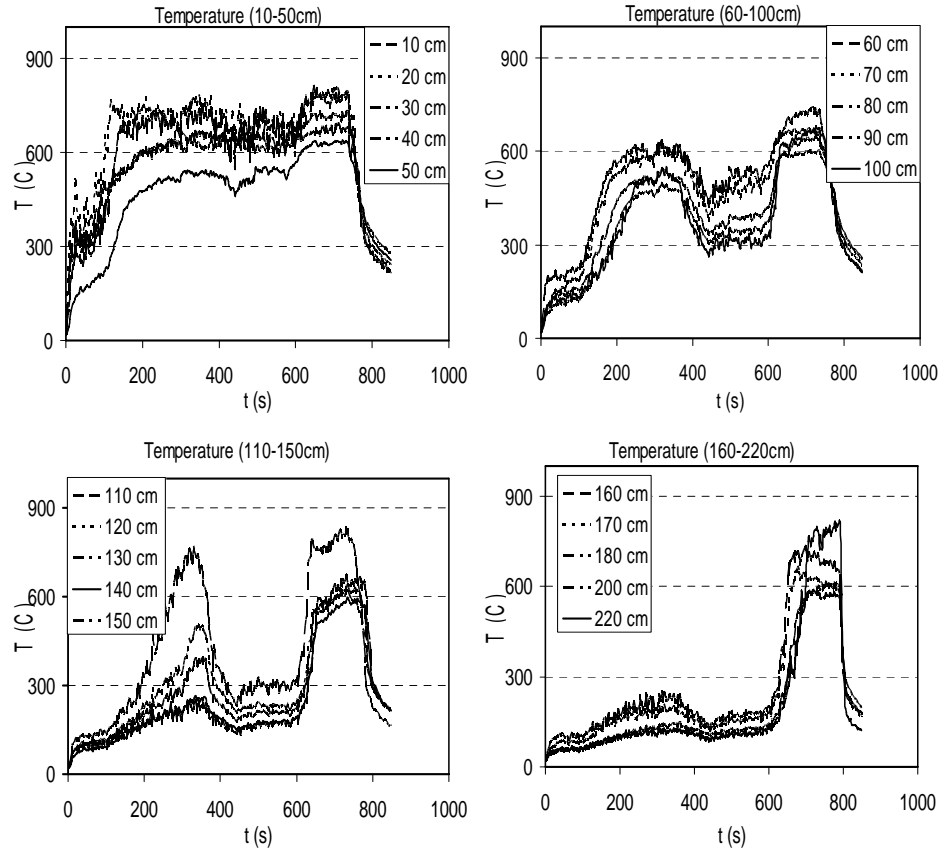 Temperature (10-50cm)
900
600
300
0
T (C)
0 200 400 600 800 1000
t (s)
10 cm
20 cm
30 cm
40 cm
50 cm
Temperature (60-100cm)
900
600
300
0
T (C)
0 200 400 600 800 1000
t (s)
60 cm
70 cm
80 cm
90 cm
100 cm
Temperature (110-150cm)
900
600
300
0
T (C)
0 200 400 600 800 1000
t (s)
110 cm
120 cm
130 cm
140 cm
150 cm
Temperature (160-220cm)
900
600
300
0
T (C)
0 200 400 600 800 1000
t (s)
160 cm
170 cm
180 cm
200 cm
220 cm